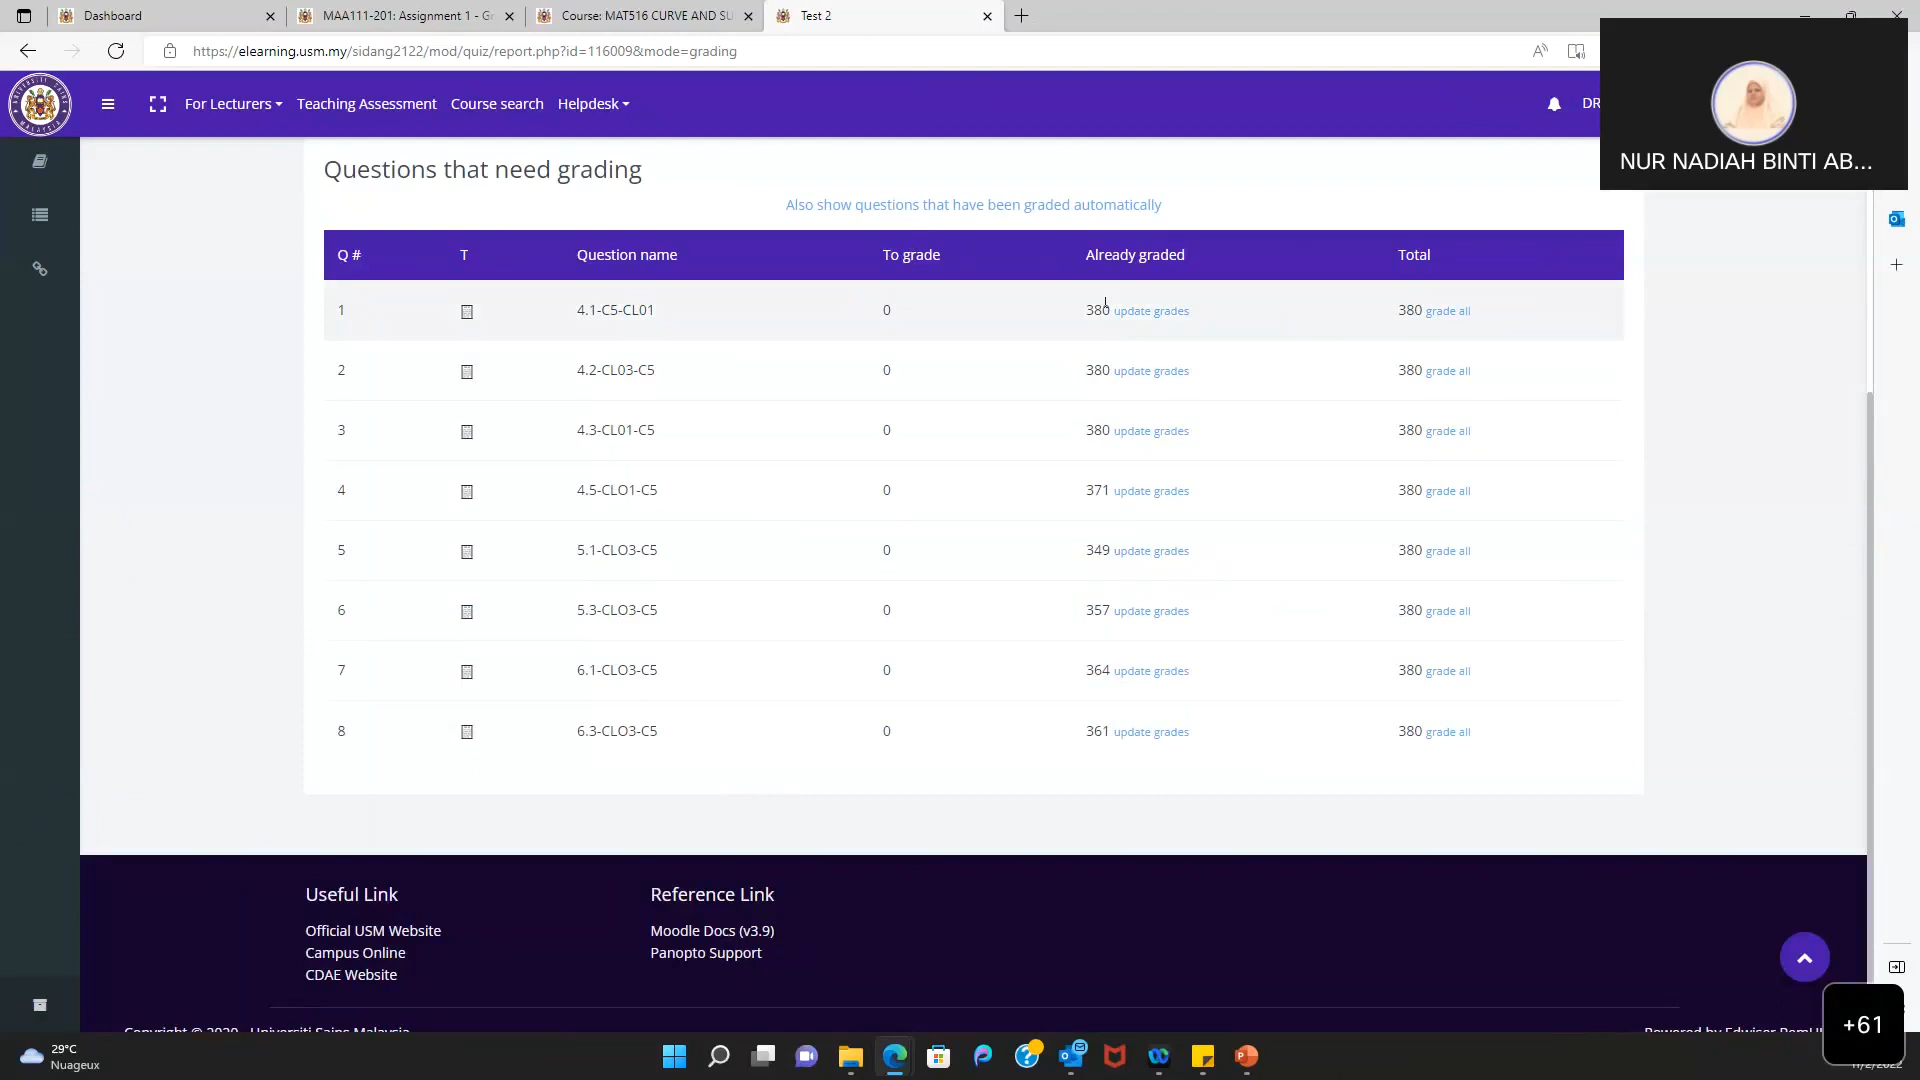 Dashboard
MAA111-201: Assignment 1 - Gr
Course: MAT516 CURVE AND SU
Test 2
https://elearning.usm.my/sidang2122/mod/quiz/report.php?id=116009&mode=grading
For Lecturers
Teaching Assessment
Course search
Helpdesk
DR
NUR NADIAH BINTI AB...
Questions that need grading
Also show questions that have been graded automatically
Q # T Question name To grade Already graded Total
1 4.1-C5-CL01 0 380 update grades 380 grade all
2 4.2-CL03-C5 0 380 update grades 380 grade all
3 4.3-CL01-C5 0 380 update grades 380 grade all
4 4.5-CLO1-C5 0 371 update grades 380 grade all
5 5.1-CLO3-C5 0 349 update grades 380 grade all
6 5.3-CLO3-C5 0 357 update grades 380 grade all
7 6.1-CLO3-C5 0 364 update grades 380 grade all
8 6.3-CLO3-C5 0 361 update grades 380 grade all
Useful Link
Official USM Website
Campus Online
CDAE Website
Reference Link
Moodle Docs (v3.9)
Panopto Support
Copyright © 2020 Universiti Sains Malaysia
Powered by Edwiser
+61
29°C
Nuageux